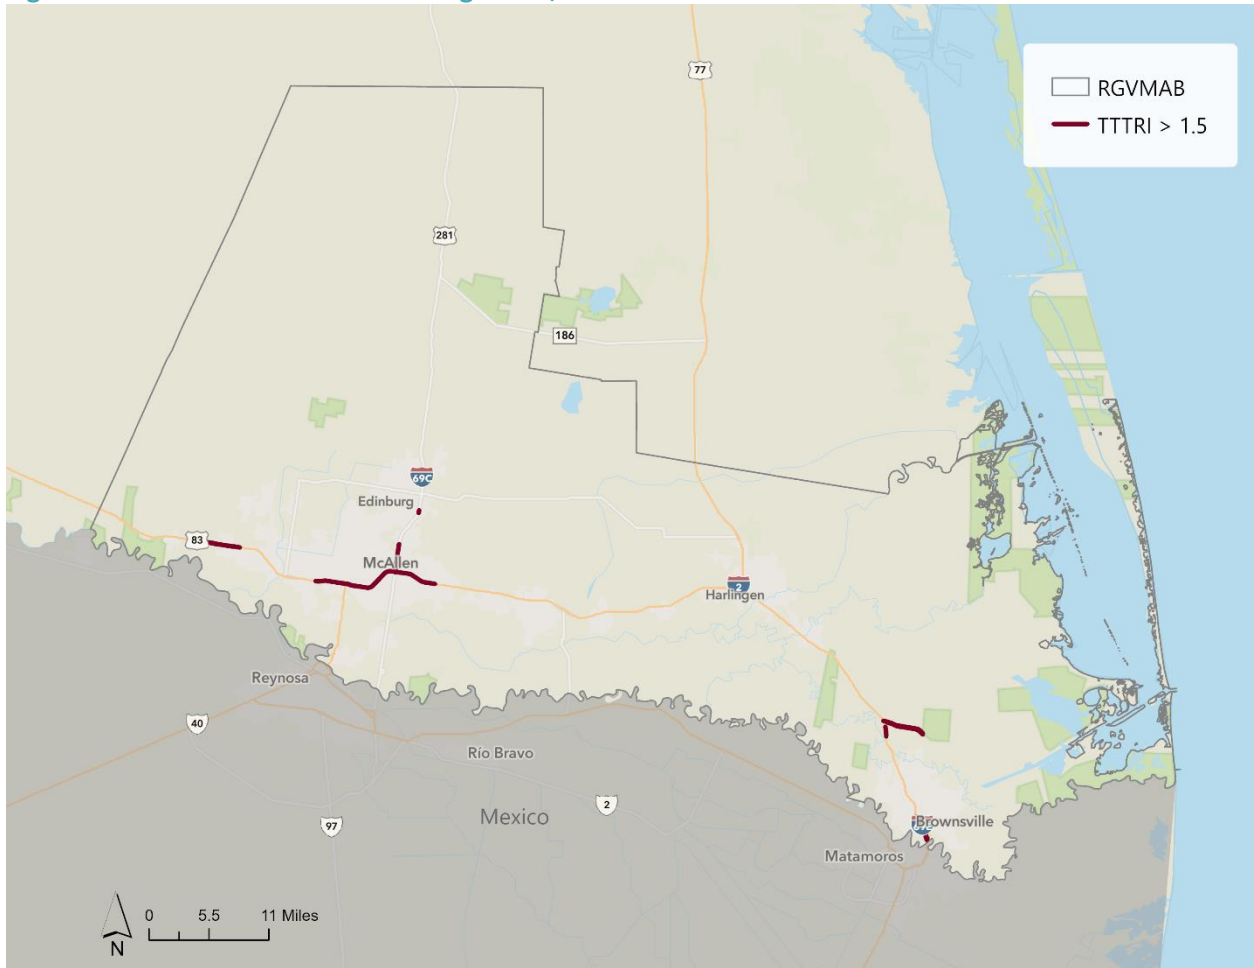 77
RGVMAB
TTTRI > 1.5
281
186
69C
Edinburg
83
McAllen
2
Harlingen
Reynosa
40
Río Bravo
2
Mexico
97
Brownsville
Matamoros
0 5.5 11 Miles
N